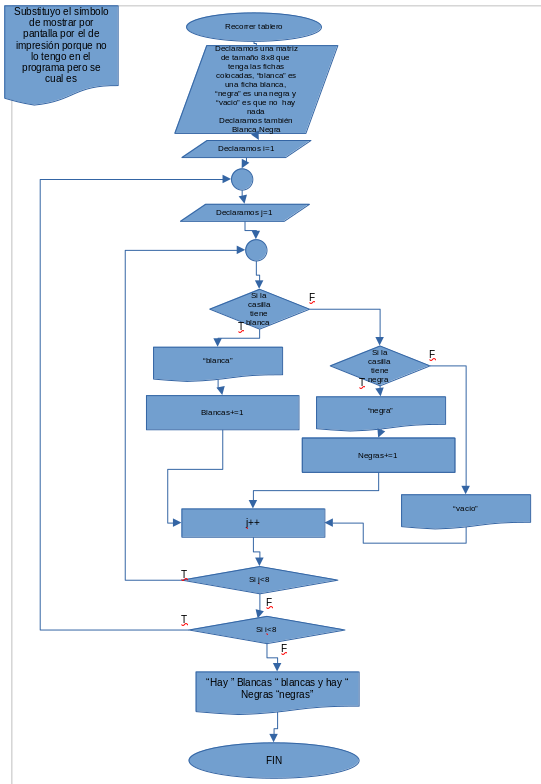 Substituyo el símbolo
de mostrar por
pantalla por el de
impresión porque no
lo tengo en el
programa pero se
cual es
Recorrer tablero
Declaramos una matriz
de tamaño 8x8 que
tenga las fichas
colocadas, "blanca" es
una ficha blanca,
"negra" es una negra y
"vacio" es que no hay
nada
Declaramos también
Blanca,Negra
Declaramos i=1
Declaramos j=1
Si la
casilla
tiene
blanca
F
T
"blanca"
Blancas+=1
Si la
casilla
tiene
negra
F
T
"negra"
Negras+=1
"vacio"
j++
Si j<8
T
F
Si i<8
T
F
"Hay " Blancas " blancas y hay "
Negras "negras"
FIN